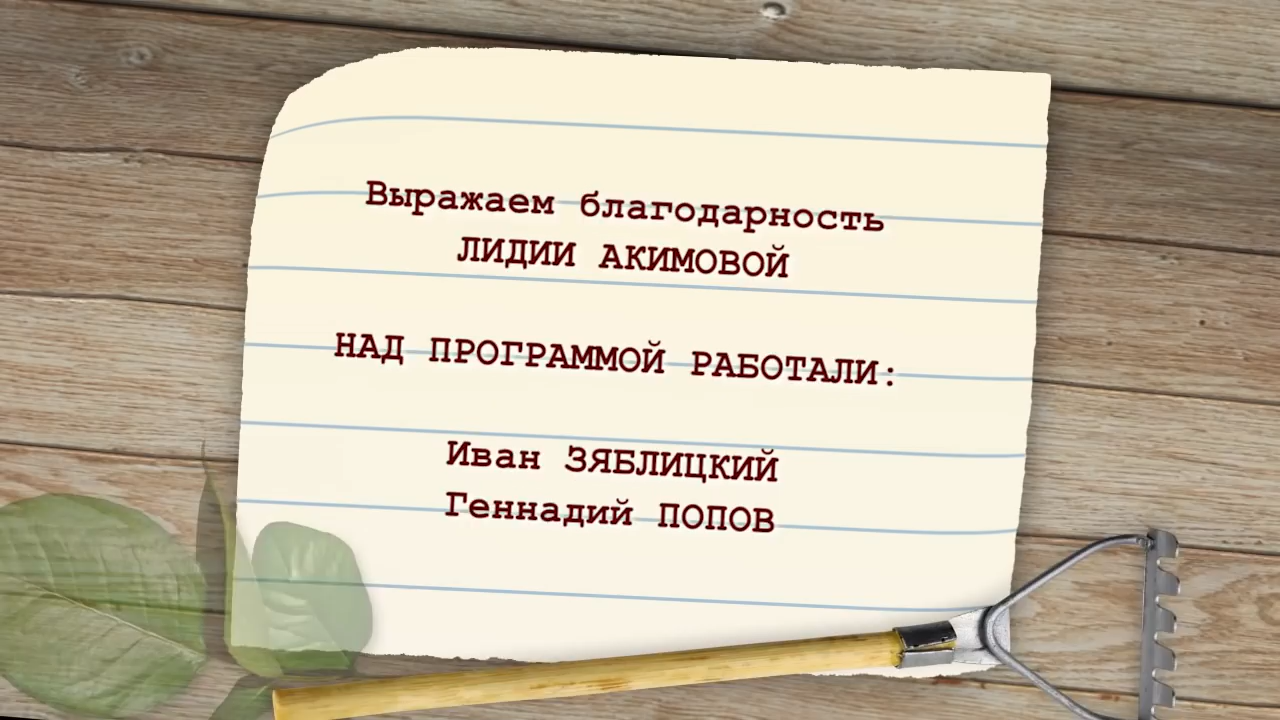 Выражаем благодарность
ЛИДИИ АКИМОВОЙ
НАД ПРОГРАММОЙ РАБОТАЛИ:
Иван ЗЯБЛИЦКИЙ
Геннадий ПОПОВ